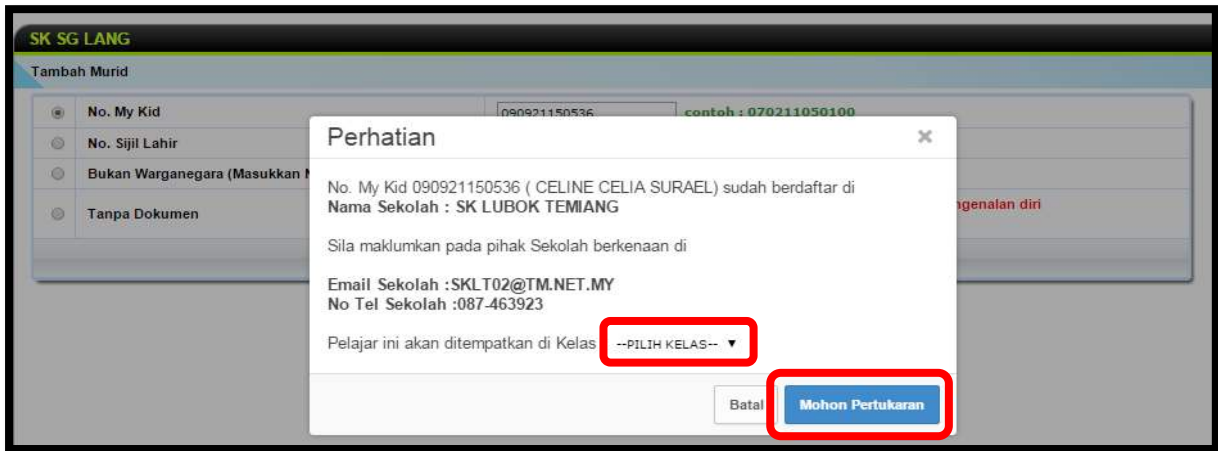 SK SG LANG
Tambah Murid
No. My Kid
090921150536 contoh : 070211050100
No. Sijil Lahir
Bukan Warganegara (Masukkan
Tanpa Dokumen
diri
Perhatian ×
No. My Kid 090921150536 ( CELINE CELIA SURAEL) sudah berdaftar di
Nama Sekolah : SK LUBOK TEMIANG
Sila maklumkan pada pihak Sekolah berkenaan di
Email Sekolah :SKLT02@TM.NET.MY
No Tel Sekolah :087-463923
Pelajar ini akan ditempatkan di Kelas --PILIH KELAS-- ▼
Batal Mohon Pertukaran